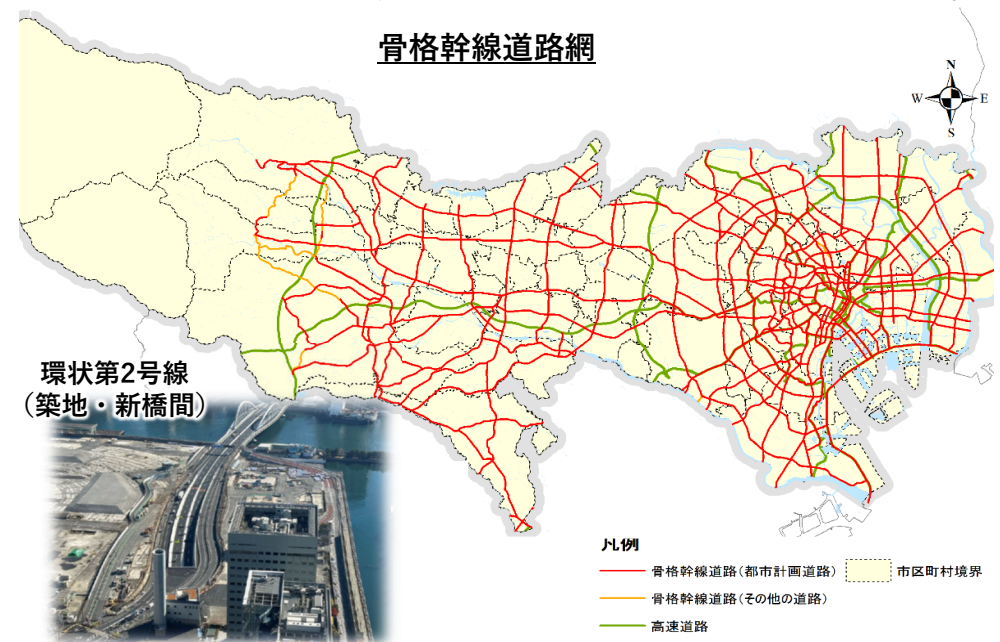 骨格幹線道路網
N
W
E
S
環状第2号線
（築地・新橋間）
凡例
骨格幹線道路(都市計画道路)
市区町村境界
骨格幹線道路(その他の道路)
高速道路